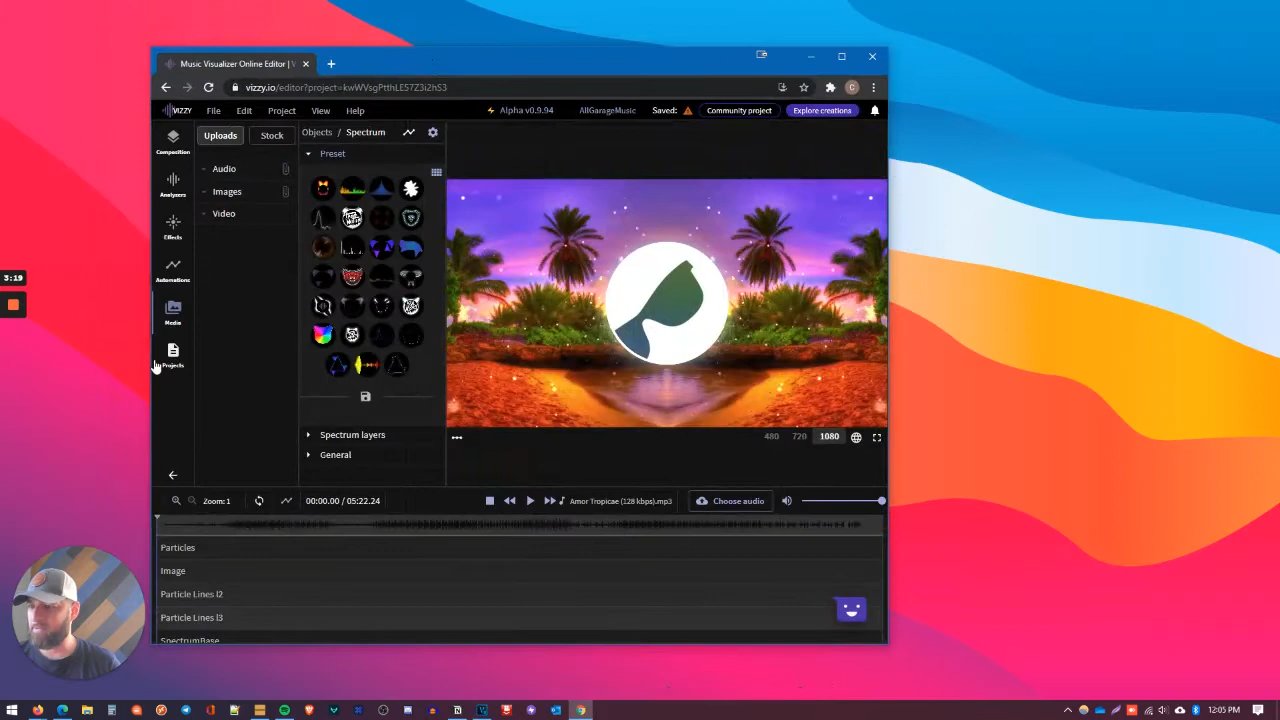 Music Visualizer Online Editor | V
vizzy.io/editor?project=kwWVsgPtthLE57Z3i2hS3
VIZZY File Edit Project View Help Alpha v0.9.94 AllGarageMusic Saved: Community project Explore creations
Composition
Analyzers
Effects
Automations
Media
Projects
Uploads Stock
Audio
Images
Video
Objects / Spectrum
Preset
Spectrum layers
General
480 720 1080
3:19
Zoom: 1 00:00.00 / 05:22.24 Amor Tropicae (128 kbps).mp3 Choose audio
Particles
Image
Particle Lines l2
Particle Lines l3
SpectrumBase
12:05 PM